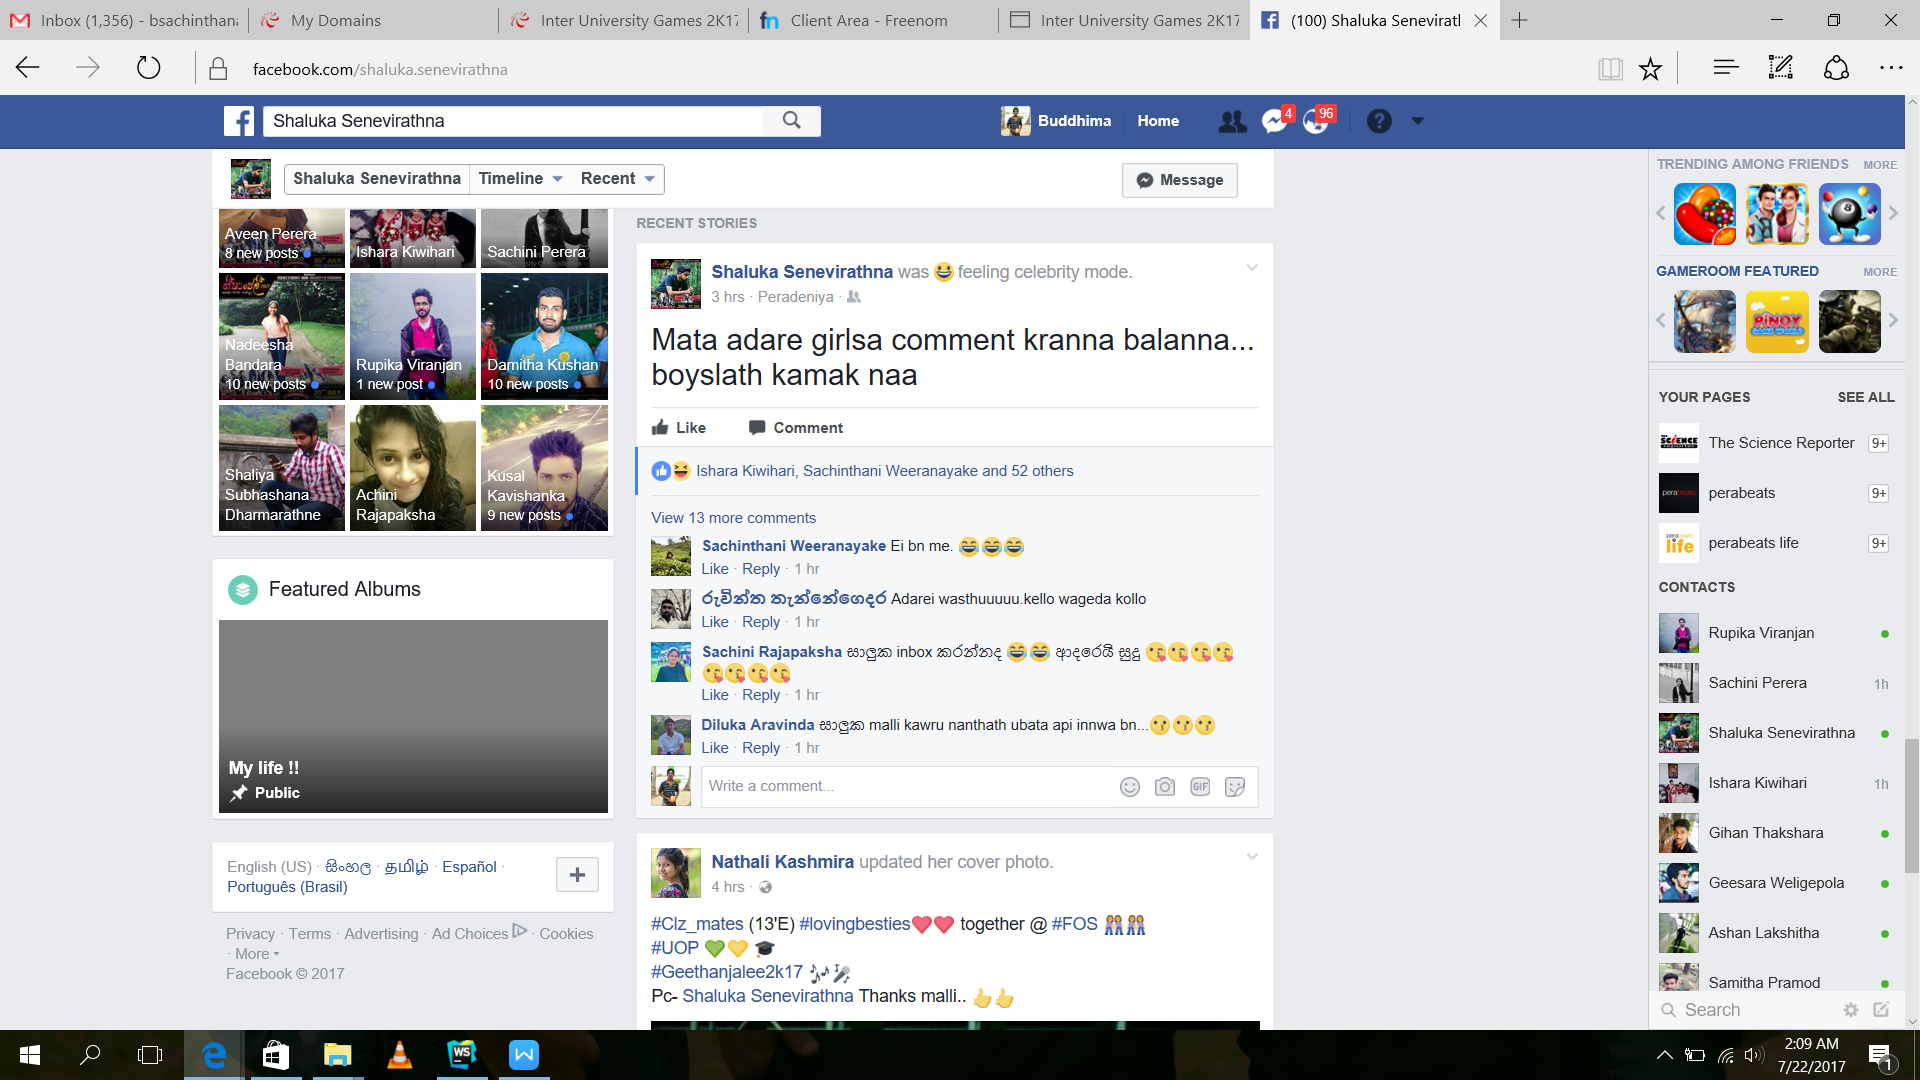 Inbox (1,356) - bsachinthana
My Domains
Inter University Games 2K17
Client Area - Freenom
Inter University Games 2K17
(100) Shaluka Seneviratl
facebook.com/shaluka.senevirathna
Shaluka Senevirathna
Buddhima
Home
4
96
Shaluka Senevirathna
Timeline
Recent
Message
Aveen Perera
8 new posts
Ishara Kiwihari
Sachini Perera
Nadeesha
Bandara
10 new posts
Rupika Viranjan
1 new post
Damitha Kushan
10 new posts
Shaliya
Subhashana
Dharmarathne
Achini
Rajapaksha
Kusal
Kavishanka
9 new posts
Featured Albums
My life !!
Public
English (US) · සිංහල · தமிழ் · Español ·
Português (Brasil)
Privacy · Terms · Advertising · Ad Choices · Cookies
· More
Facebook © 2017
RECENT STORIES
Shaluka Senevirathna was 😃 feeling celebrity mode.
3 hrs · Peradeniya ·
Mata adare girlsa comment kranna balanna...
boyslath kamak naa
Like
Comment
Ishara Kiwihari, Sachinthani Weeranayake and 52 others
View 13 more comments
Sachinthani Weeranayake Ei bn me. 😂😂😂
Like · Reply · 1 hr
රුවින්ත තැන්නේගෙදර Adarei wasthuuuuu.kello wageda kollo
Like · Reply · 1 hr
Sachini Rajapaksha සාලුක inbox කරන්නද 😂😂 ආදරෙයි සුදු 😘😘😘😘
😘😘😘😘
Like · Reply · 1 hr
Diluka Aravinda සාලුක malli kawru nanthath ubata api innwa bn...😗😗😗
Like · Reply · 1 hr
Write a comment...
GIF
Nathali Kashmira updated her cover photo.
4 hrs ·
#Clz_mates (13'E) #lovingbesties❤❤ together @ #FOS 👭👭
#UOP 💚💛 🎓
#Geethanjalee2k17 🎶🎤
Pc- Shaluka Senevirathna Thanks malli.. 👍👍
TRENDING AMONG FRIENDS
MORE
8
GAMEROOM FEATURED
MORE
PINOY
YOUR PAGES
SEE ALL
SCIENCE
The Science Reporter
9+
perabeats
perabeats
9+
life
perabeats life
9+
CONTACTS
Rupika Viranjan
Sachini Perera
1h
Shaluka Senevirathna
Ishara Kiwihari
1h
Gihan Thakshara
Geesara Weligepola
Ashan Lakshitha
Samitha Pramod
Search
WS
W
2:09 AM
7/22/2017
1